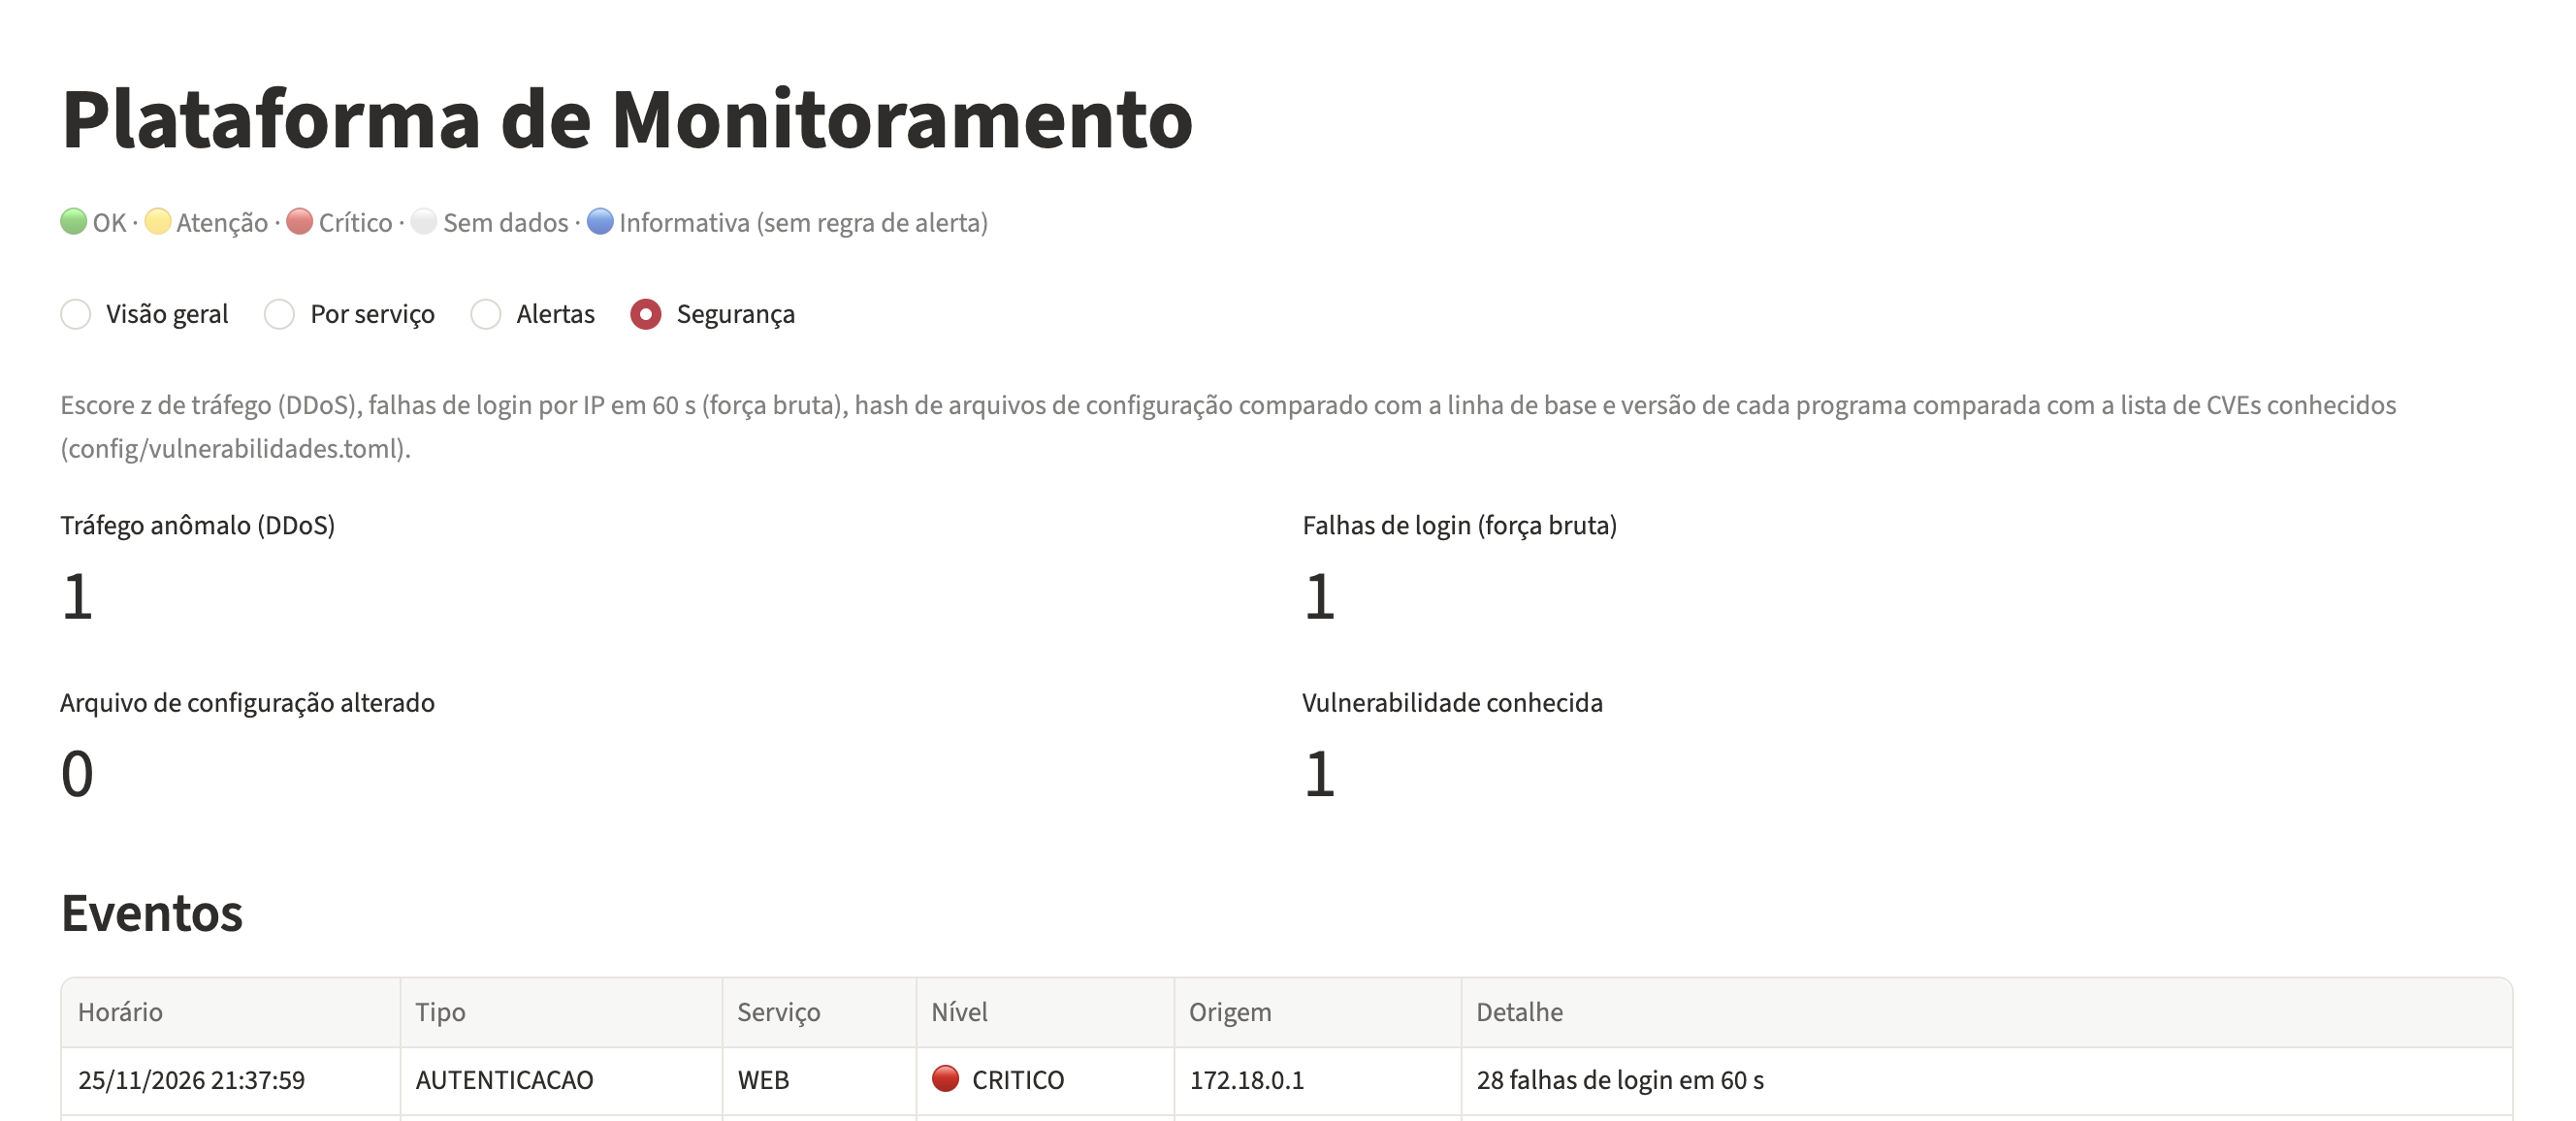 Plataforma de Monitoramento
OK · Atenção · Crítico · Sem dados · Informativa (sem regra de alerta)
Visão geral Por serviço Alertas Segurança
Escore z de tráfego (DDoS), falhas de login por IP em 60 s (força bruta), hash de arquivos de configuração comparado com a linha de base e versão de cada programa comparada com a lista de CVEs conhecidos
(config/vulnerabilidades.toml).
Tráfego anômalo (DDoS) Falhas de login (força bruta)
1 1
Arquivo de configuração alterado Vulnerabilidade conhecida
0 1
Eventos
Horário Tipo Serviço Nível Origem Detalhe
25/11/2026 21:37:59 AUTENTICACAO WEB CRITICO 172.18.0.1 28 falhas de login em 60 s